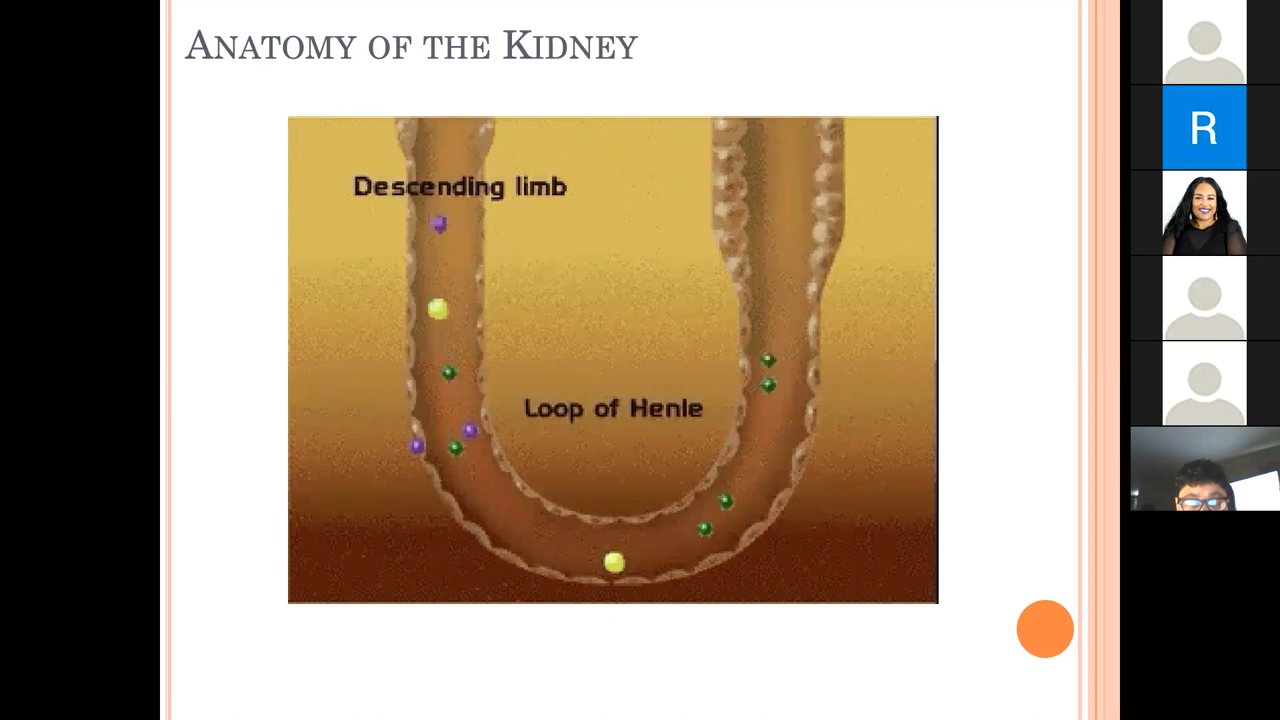 ANATOMY OF THE KIDNEY
Descending limb
Loop of Henle
R